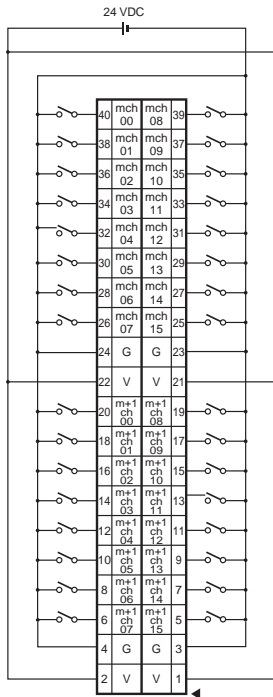 24 VDC
40 mch 00 mch 08 39
38 mch 01 mch 09 37
36 mch 02 mch 10 35
34 mch 03 mch 11 33
32 mch 04 mch 12 31
30 mch 05 mch 13 29
28 mch 06 mch 14 27
26 mch 07 mch 15 25
24 G G 23
22 V V 21
20 m+1 ch 00 m+1 ch 08 19
18 m+1 ch 01 m+1 ch 09 17
16 m+1 ch 02 m+1 ch 10 15
14 m+1 ch 03 m+1 ch 11 13
12 m+1 ch 04 m+1 ch 12 11
10 m+1 ch 05 m+1 ch 13 9
8 m+1 ch 06 m+1 ch 14 7
6 m+1 ch 07 m+1 ch 15 5
4 G G 3
2 V V 1